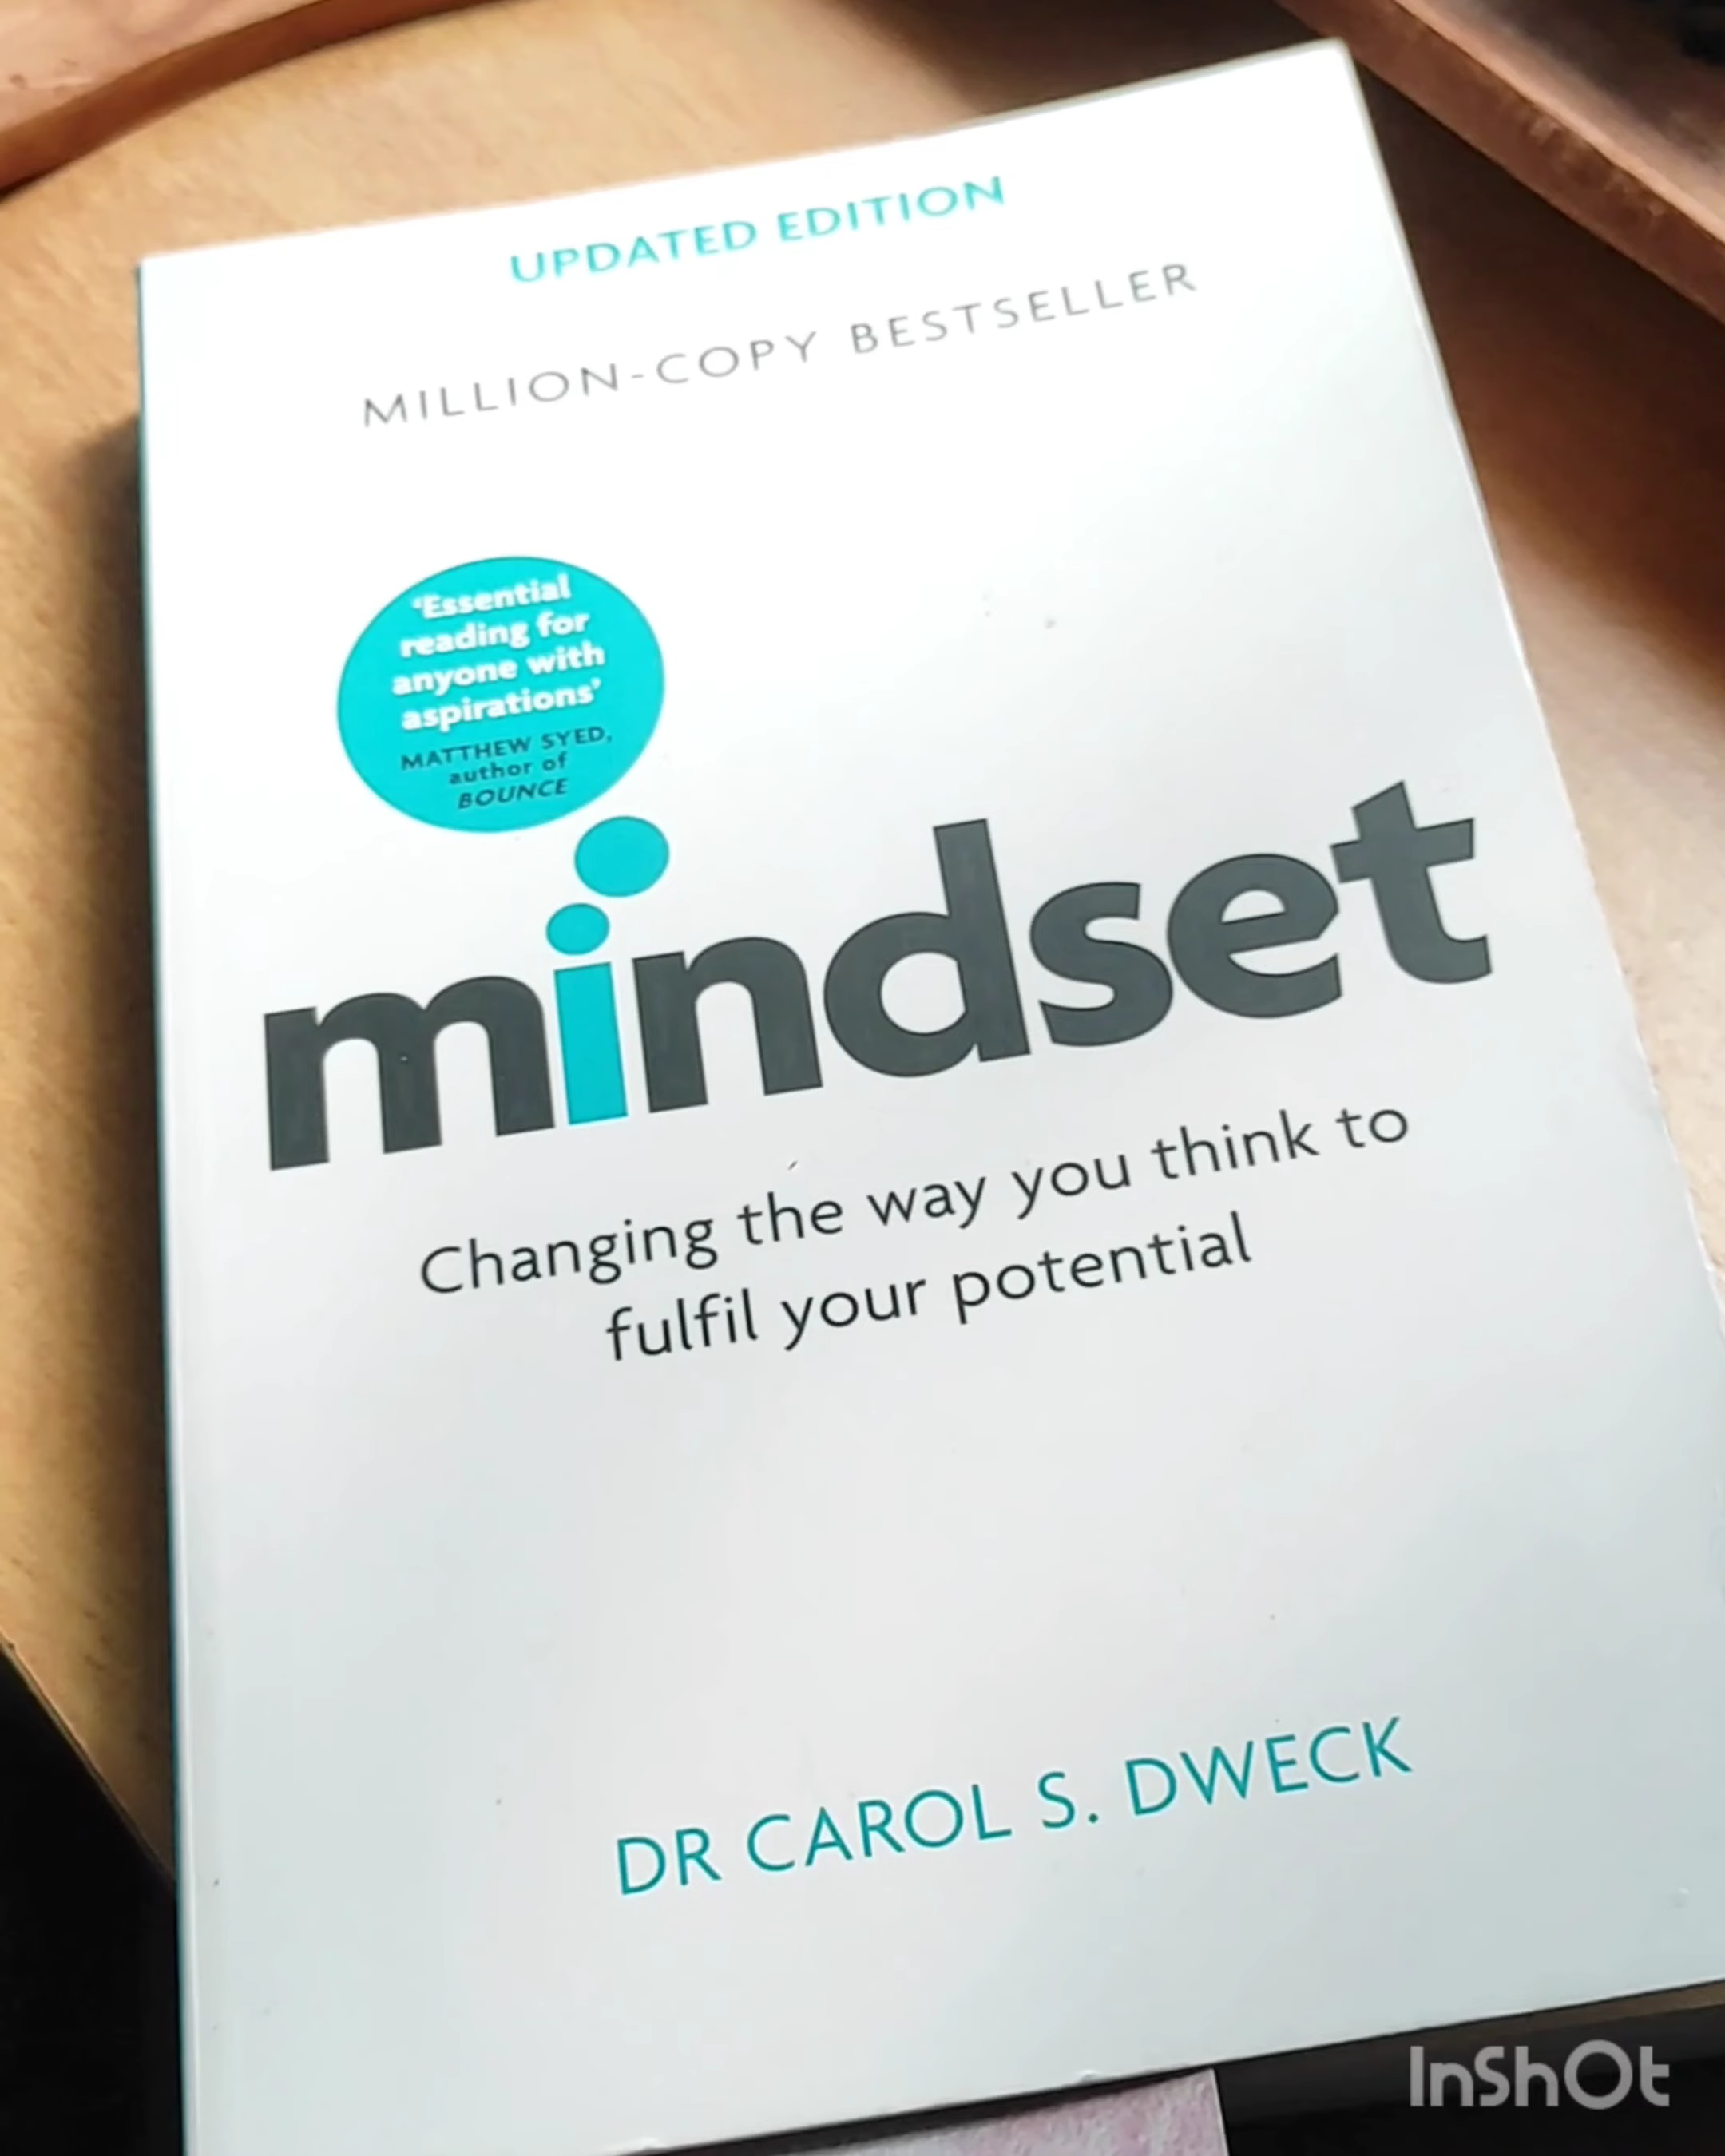 UPDATED EDITION
MILLION-COPY BESTSELLER
‘Essential
reading for
anyone with
aspirations’
MATTHEW SYED,
author of
BOUNCE
mindset
Changing the way you think to
fulfil your potential
DR CAROL S. DWECK
InShOt